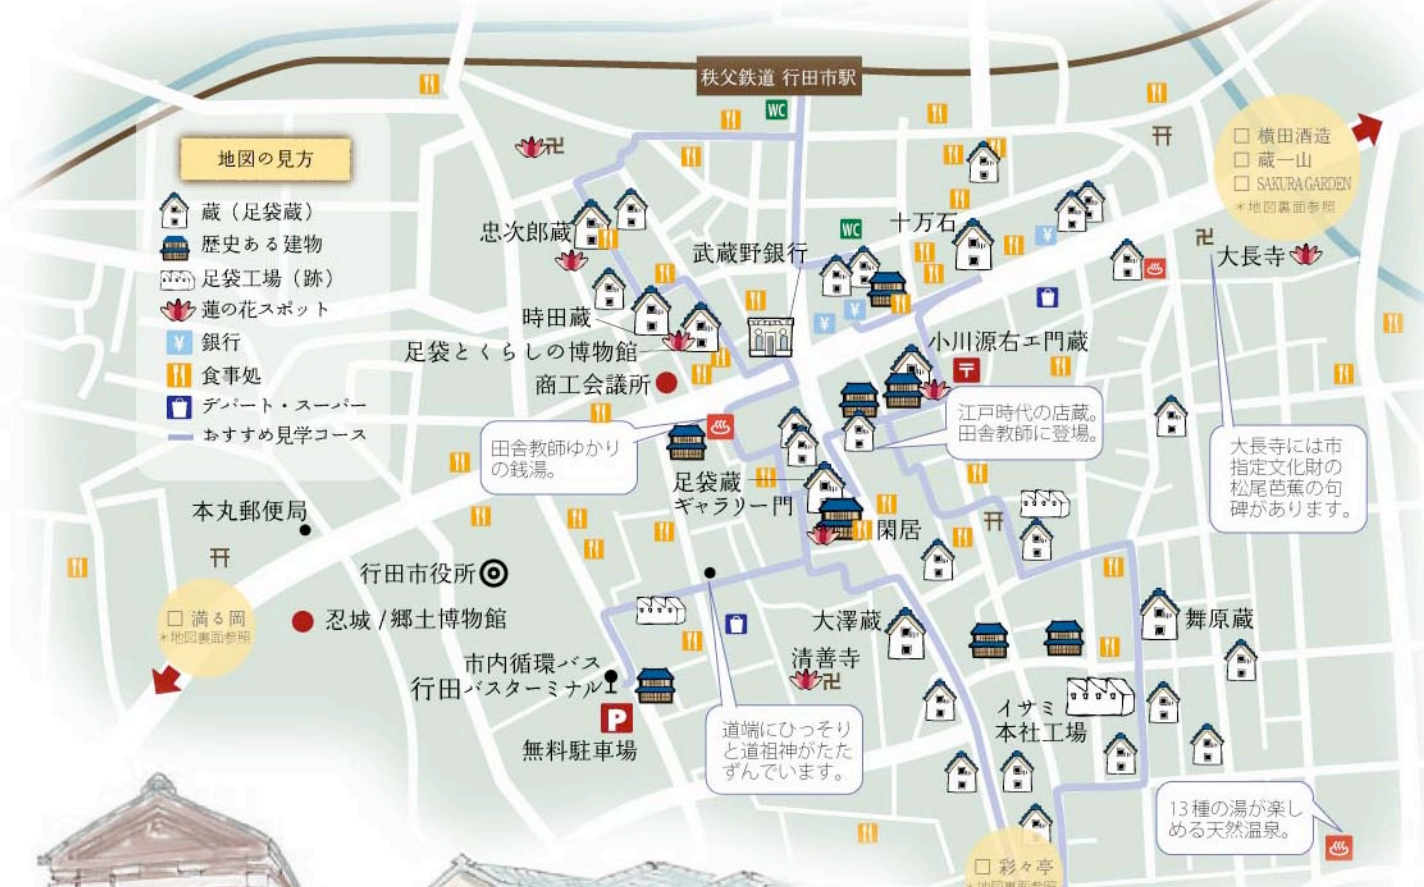 秩父鉄道 行田市駅
WC
地図の見方
蔵（足袋蔵）
歴史ある建物
足袋工場（跡）
蓮の花スポット
¥ 銀行
食事処
デパート・スーパー
おすすめ見学コース
□ 横田酒造
□ 蔵一山
□ SAKURA GARDEN
＊地図裏面参照
忠次郎蔵
武蔵野銀行
WC
十万石
¥
大長寺
時田蔵
足袋とくらしの博物館
商工会議所
¥
¥
小川源右エ門蔵
〒
江戸時代の店蔵。
田舎教師に登場。
田舎教師ゆかり
の銭湯。
足袋蔵
ギャラリー門
閑居
大長寺には市
指定文化財の
松尾芭蕉の句
碑があります。
本丸郵便局
行田市役所
□ 満る岡
＊地図裏面参照
忍城 / 郷土博物館
大澤蔵
舞原蔵
清善寺
市内循環バス
行田バスターミナル
P
無料駐車場
イサミ
本社工場
道端にひっそり
と道祖神がたた
ずんでいます。
13種の湯が楽し
める天然温泉。
□ 彩々亭
＊地図裏面参照